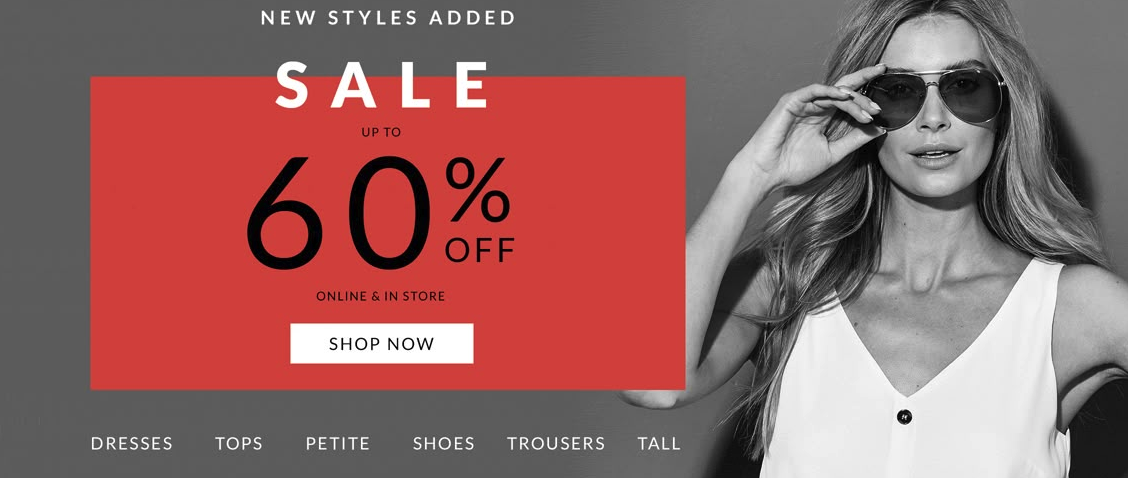 NEW STYLES ADDED
SALE
UP TO
60% OFF
ONLINE & IN STORE
SHOP NOW
DRESSES TOPS PETITE SHOES TROUSERS TALL